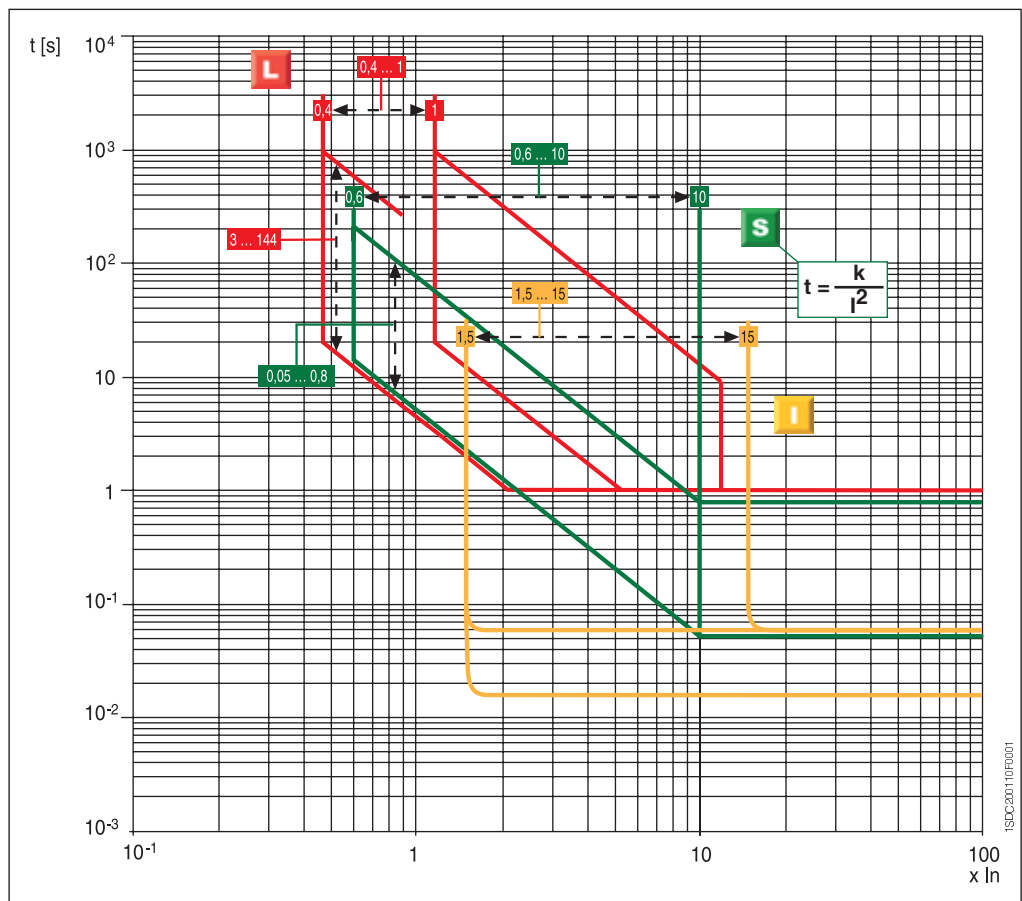 t [s]
10⁴
L
0,4 ... 1
0,4
1
10³
0,6 ... 10
0,6
10
S
3 ... 144
10²
t = k / I²
1,5 ... 15
1,5
15
10
0,05 ... 0,8
I
1
10⁻¹
10⁻²
10⁻³
10⁻¹
1
10
100
x In
1SDC200110F0001